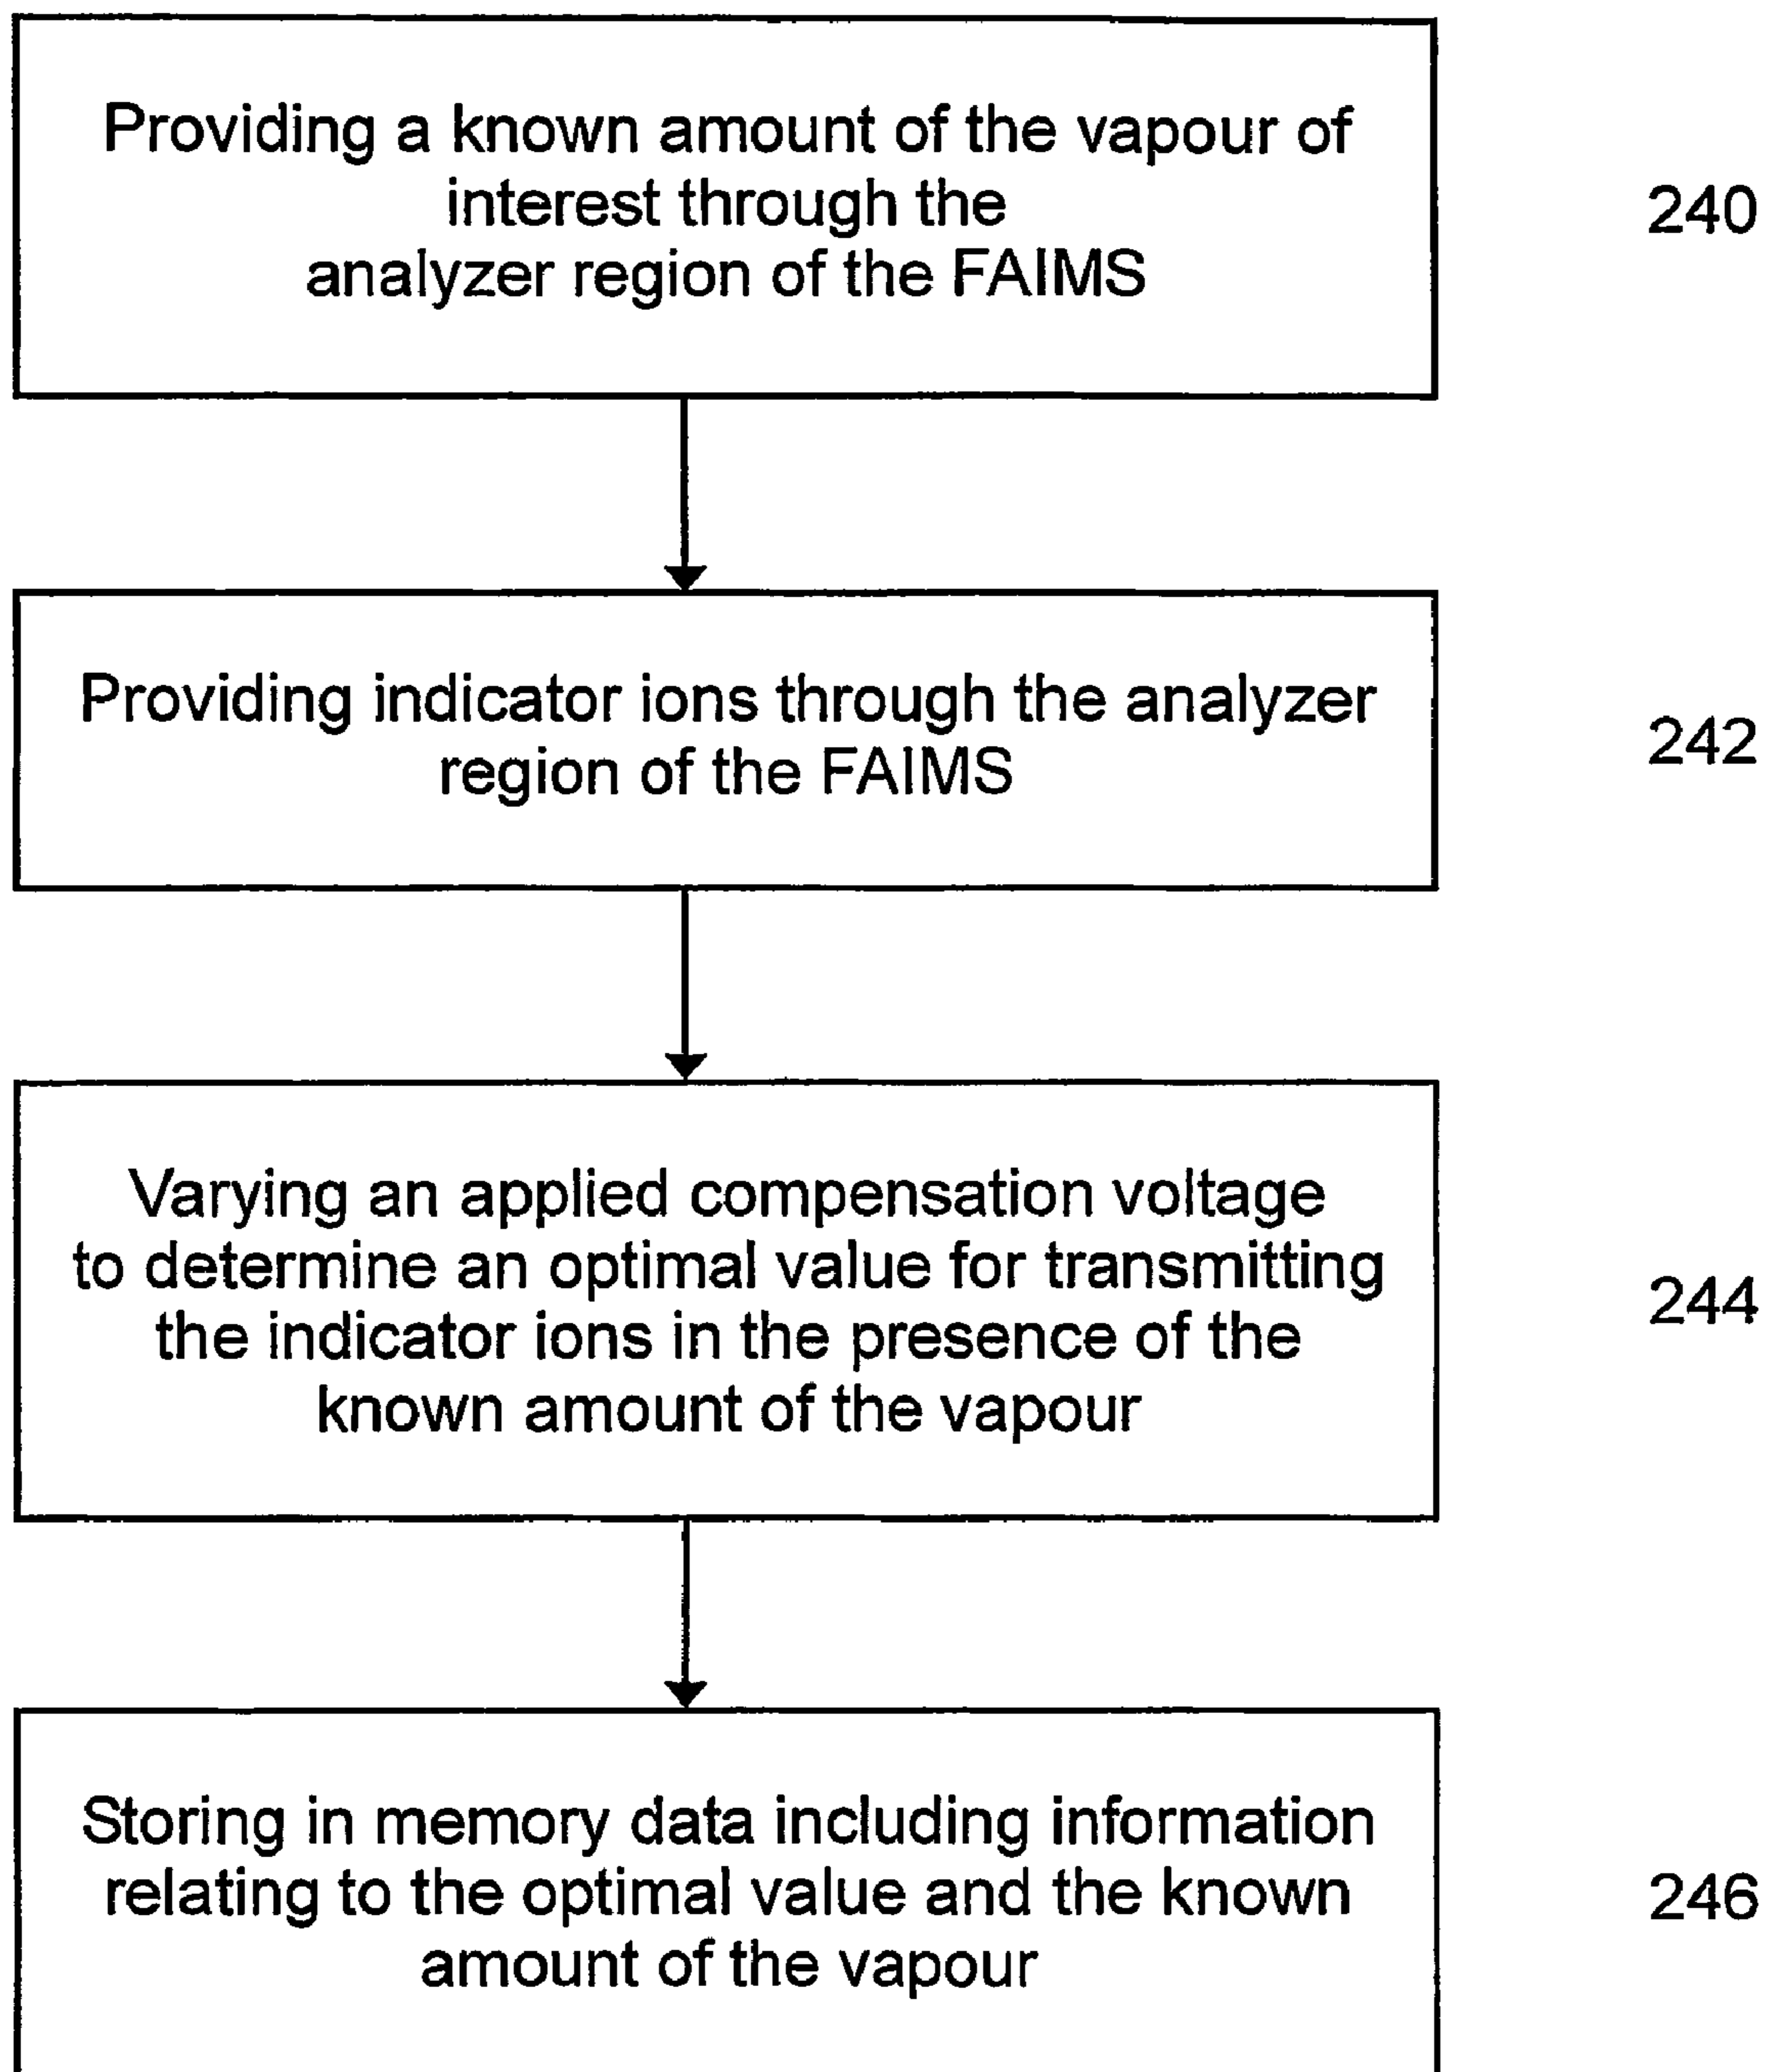 Providing a known amount of the vapour of
interest through the
analyzer region of the FAIMS
240
Providing indicator ions through the analyzer
region of the FAIMS
242
Varying an applied compensation voltage
to determine an optimal value for transmitting
the indicator ions in the presence of the
known amount of the vapour
244
Storing in memory data including information
relating to the optimal value and the known
amount of the vapour
246